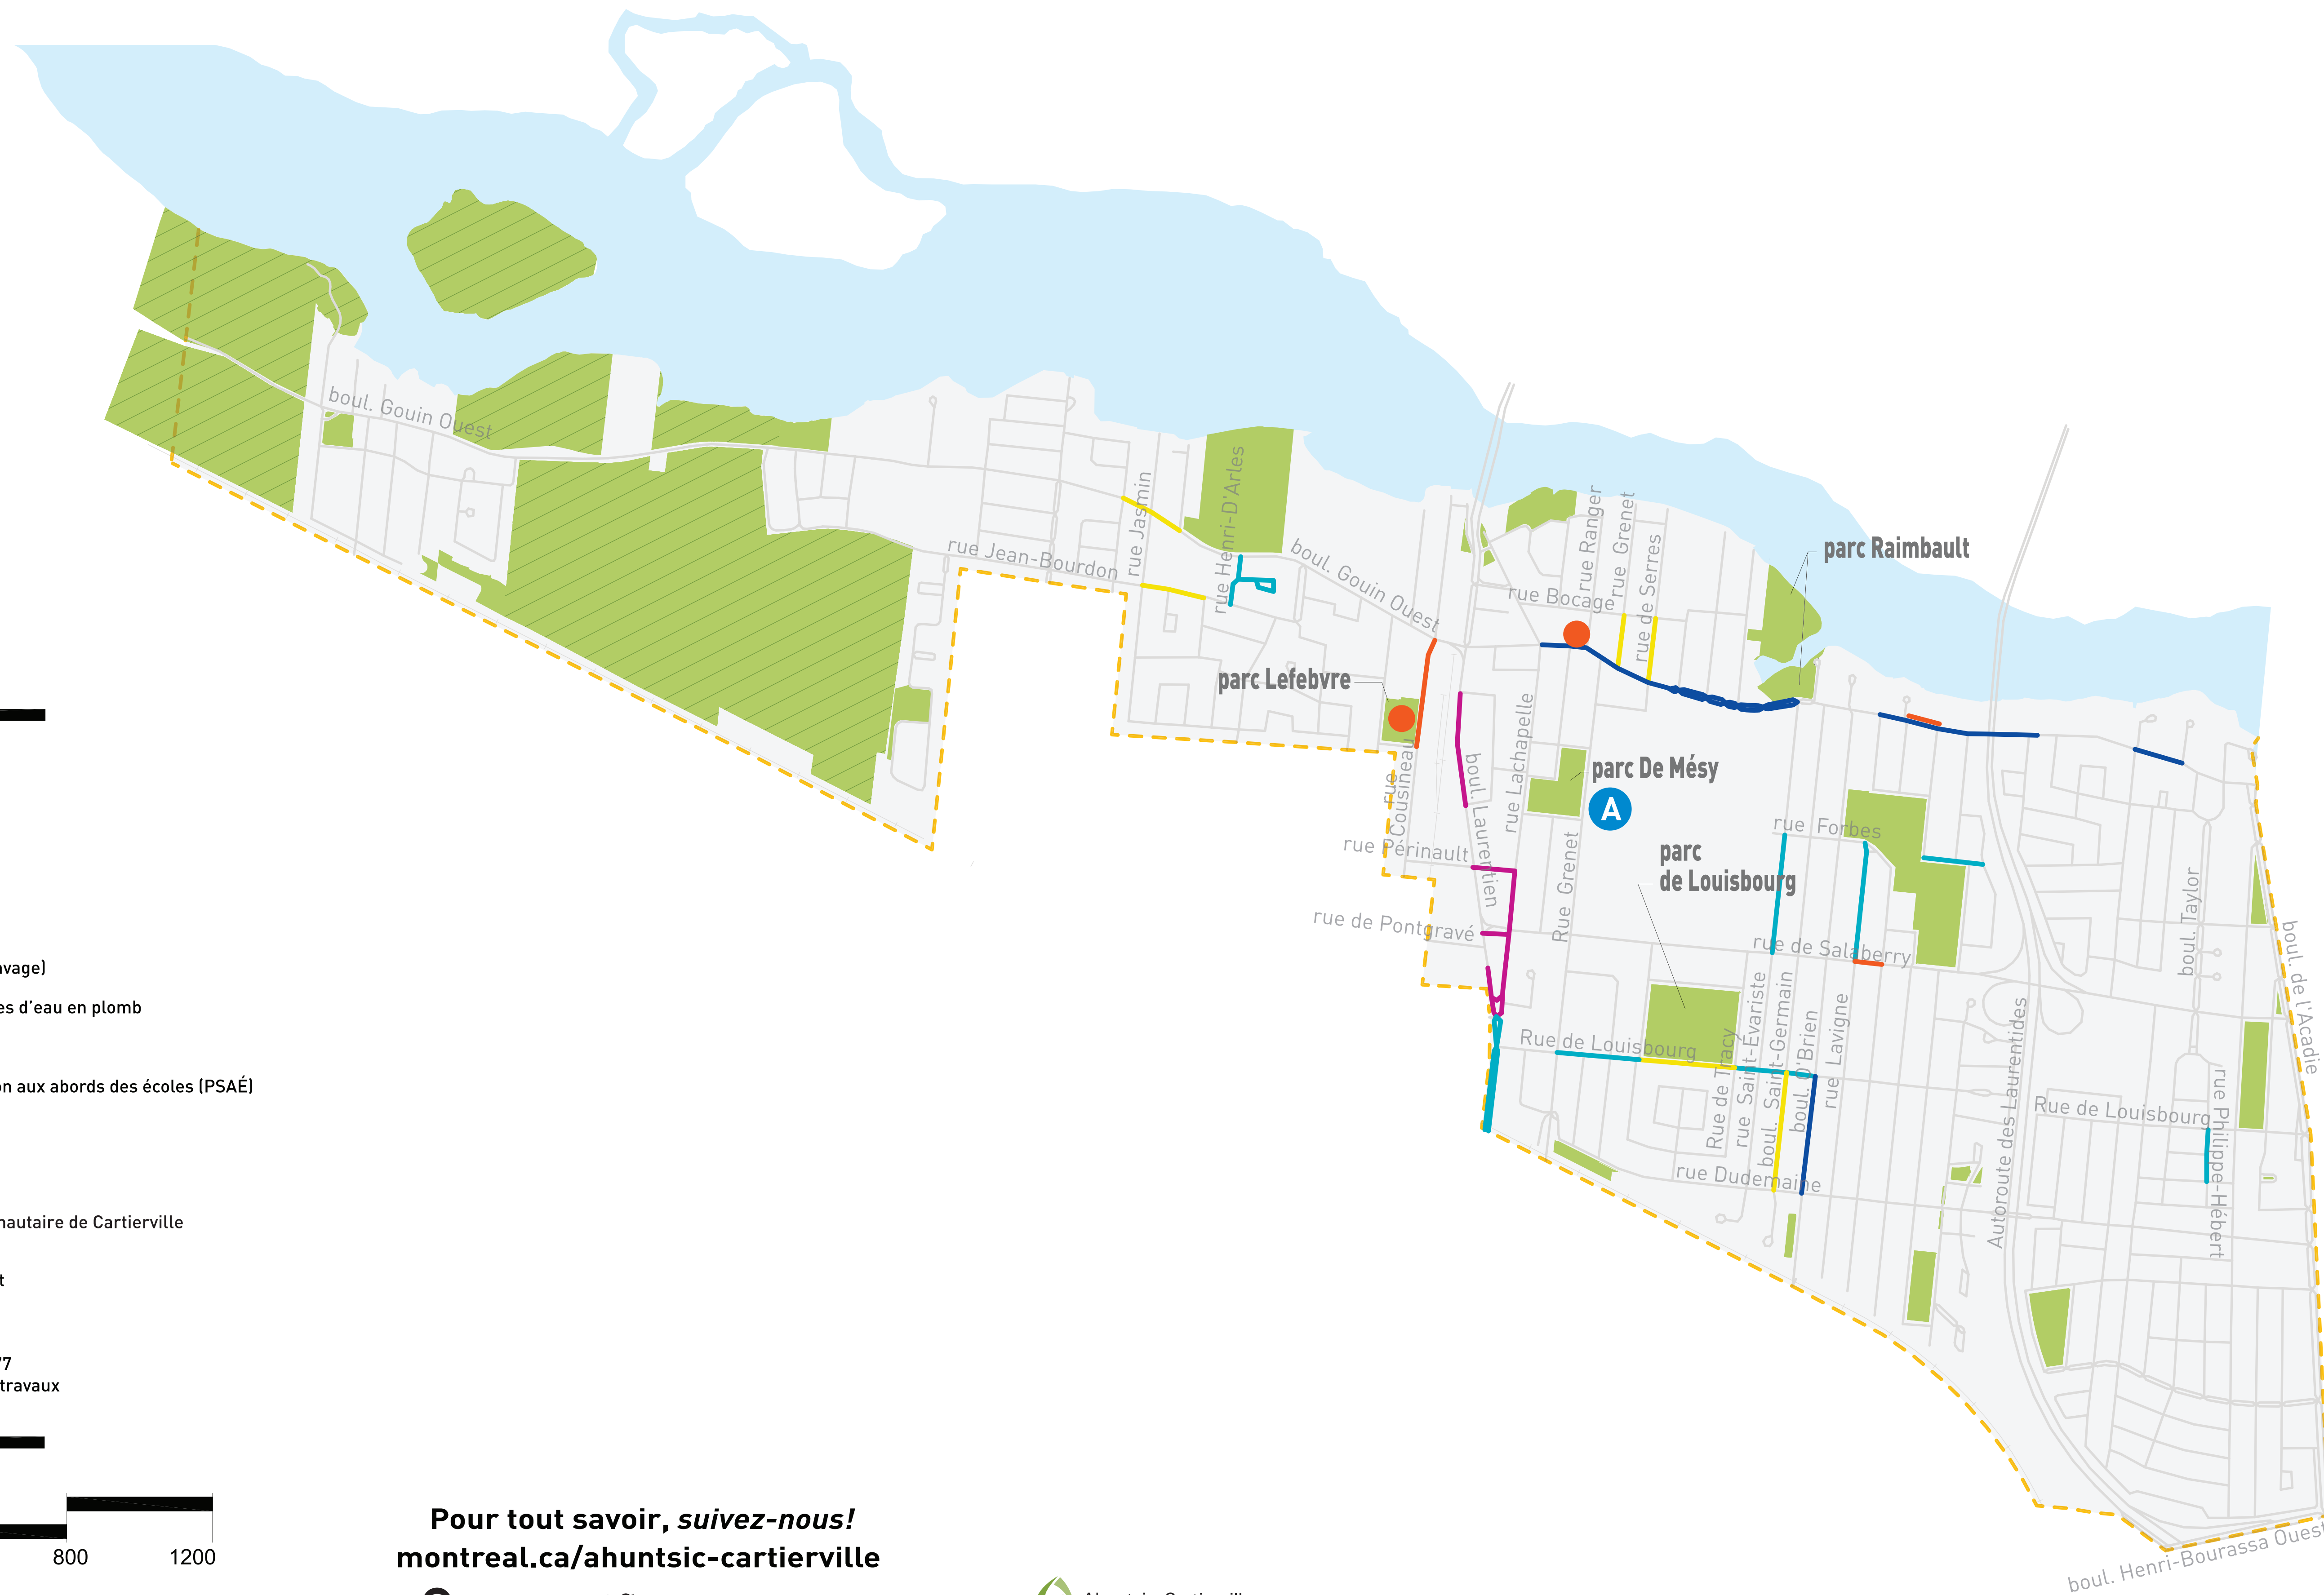 boul. Gouin Ouest
rue Jean-Bourdon
rue Jasmin
rue Henri-D'Arles
boul. Gouin Ouest
rue Ranger
rue Grenet
rue de Serres
rue Bocage
parc Raimbault
parc Lefebvre
rue
Cousineau
boul. Laurentien
rue Lachapelle
parc De Mésy
A
rue Périnault
rue de Pontgravé
Rue Grenet
parc
de Louisbourg
rue Forbes
rue de Salaberry
Rue de Louisbourg
Rue de Tracy
rue Saint-Évariste
boul. Saint-Germain
boul. O'Brien
rue Lavigne
rue Dudemaine
Autoroute des Laurentides
boul. Taylor
boul. de l'Acadie
Rue de Louisbourg
rue Philippe-Hébert
boul. Henri-Bourassa Ouest
es d'eau en plomb
on aux abords des écoles (PSAÉ)
de Cartierville
travaux
800
1200
Pour tout savoir, suivez-nous!
montreal.ca/ahuntsic-cartierville